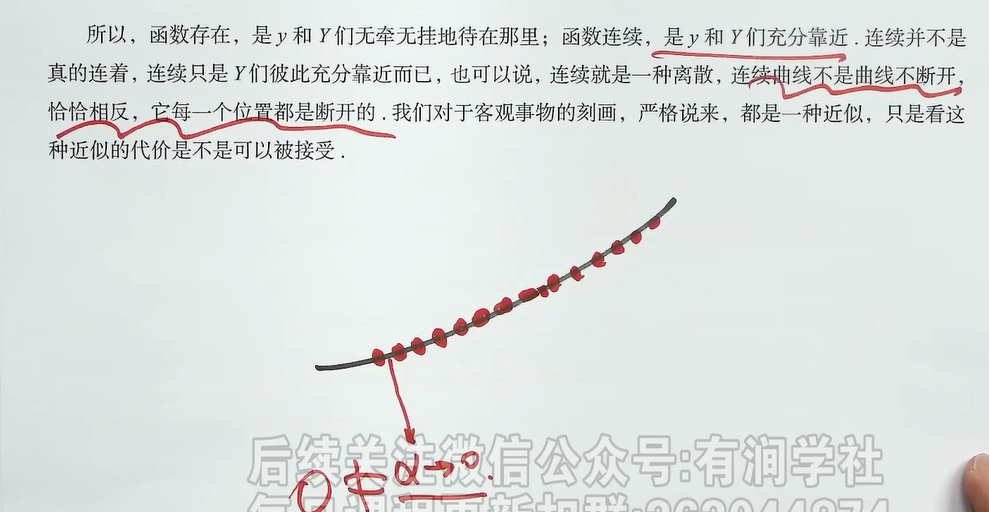 所以，函数存在，是y和Y们无牵无挂地待在那里；函数连续，是y和Y们充分靠近．连续并不是
真的连着，连续只是Y们彼此充分靠近而已，也可以说，连续就是一种离散，连续曲线不是曲线不断开，
恰恰相反，它每一个位置都是断开的．我们对于客观事物的刻画，严格说来，都是一种近似，只是看这
种近似的代价是不是可以被接受．
后续关注微信公众号:有润学社
0≠α→0.